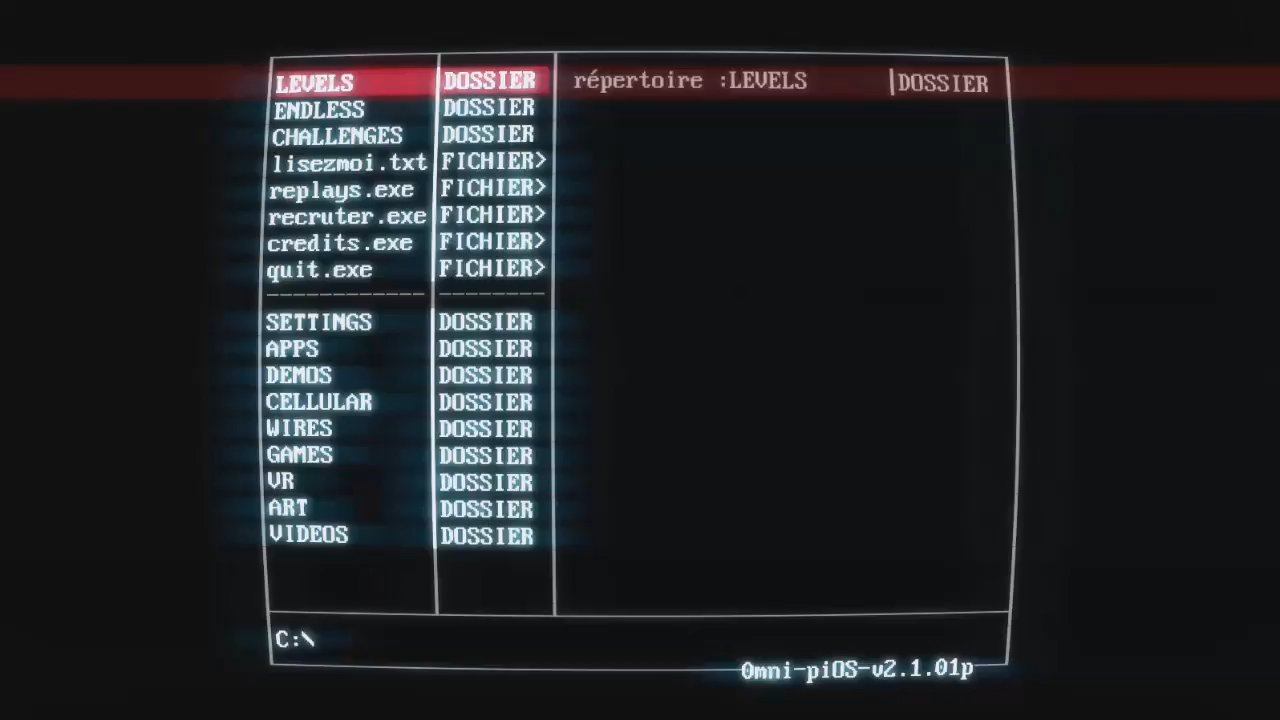 LEVELS DOSSIER répertoire :LEVELS |DOSSIER
ENDLESS DOSSIER
CHALLENGES DOSSIER
lisezmoi.txt FICHIER>
replays.exe FICHIER>
recruter.exe FICHIER>
credits.exe FICHIER>
quit.exe FICHIER>
SETTINGS DOSSIER
APPS DOSSIER
DEMOS DOSSIER
CELLULAR DOSSIER
WIRES DOSSIER
GAMES DOSSIER
VR DOSSIER
ART DOSSIER
VIDEOS DOSSIER
C:\
Omni-piOS-v2.1.01p